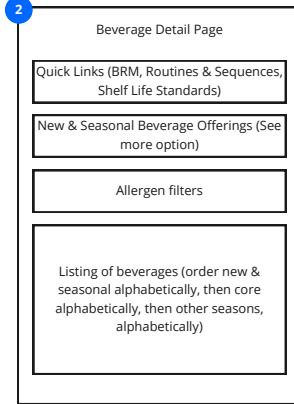 2
Beverage Detail Page
Quick Links (BRM, Routines & Sequences,
Shelf Life Standards)
New & Seasonal Beverage Offerings (See
more option)
Allergen filters
Listing of beverages (order new &
seasonal alphabetically, then core
alphabetically, then other seasons,
alphabetically)